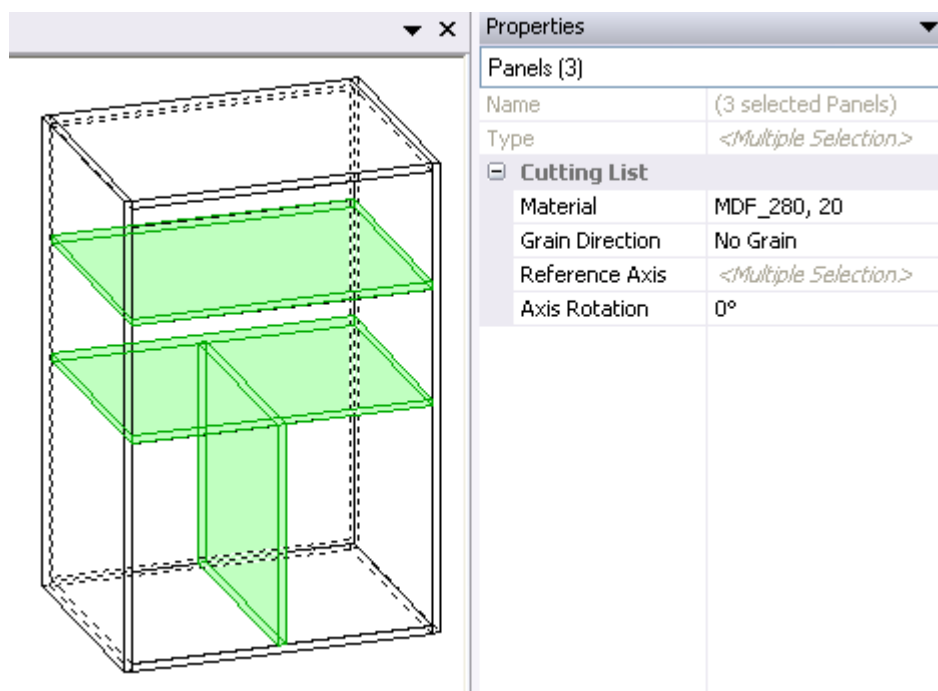 Properties
Panels (3)
Name (3 selected Panels)
Type <Multiple Selection>
Cutting List
Material MDF_280, 20
Grain Direction No Grain
Reference Axis <Multiple Selection>
Axis Rotation 0°